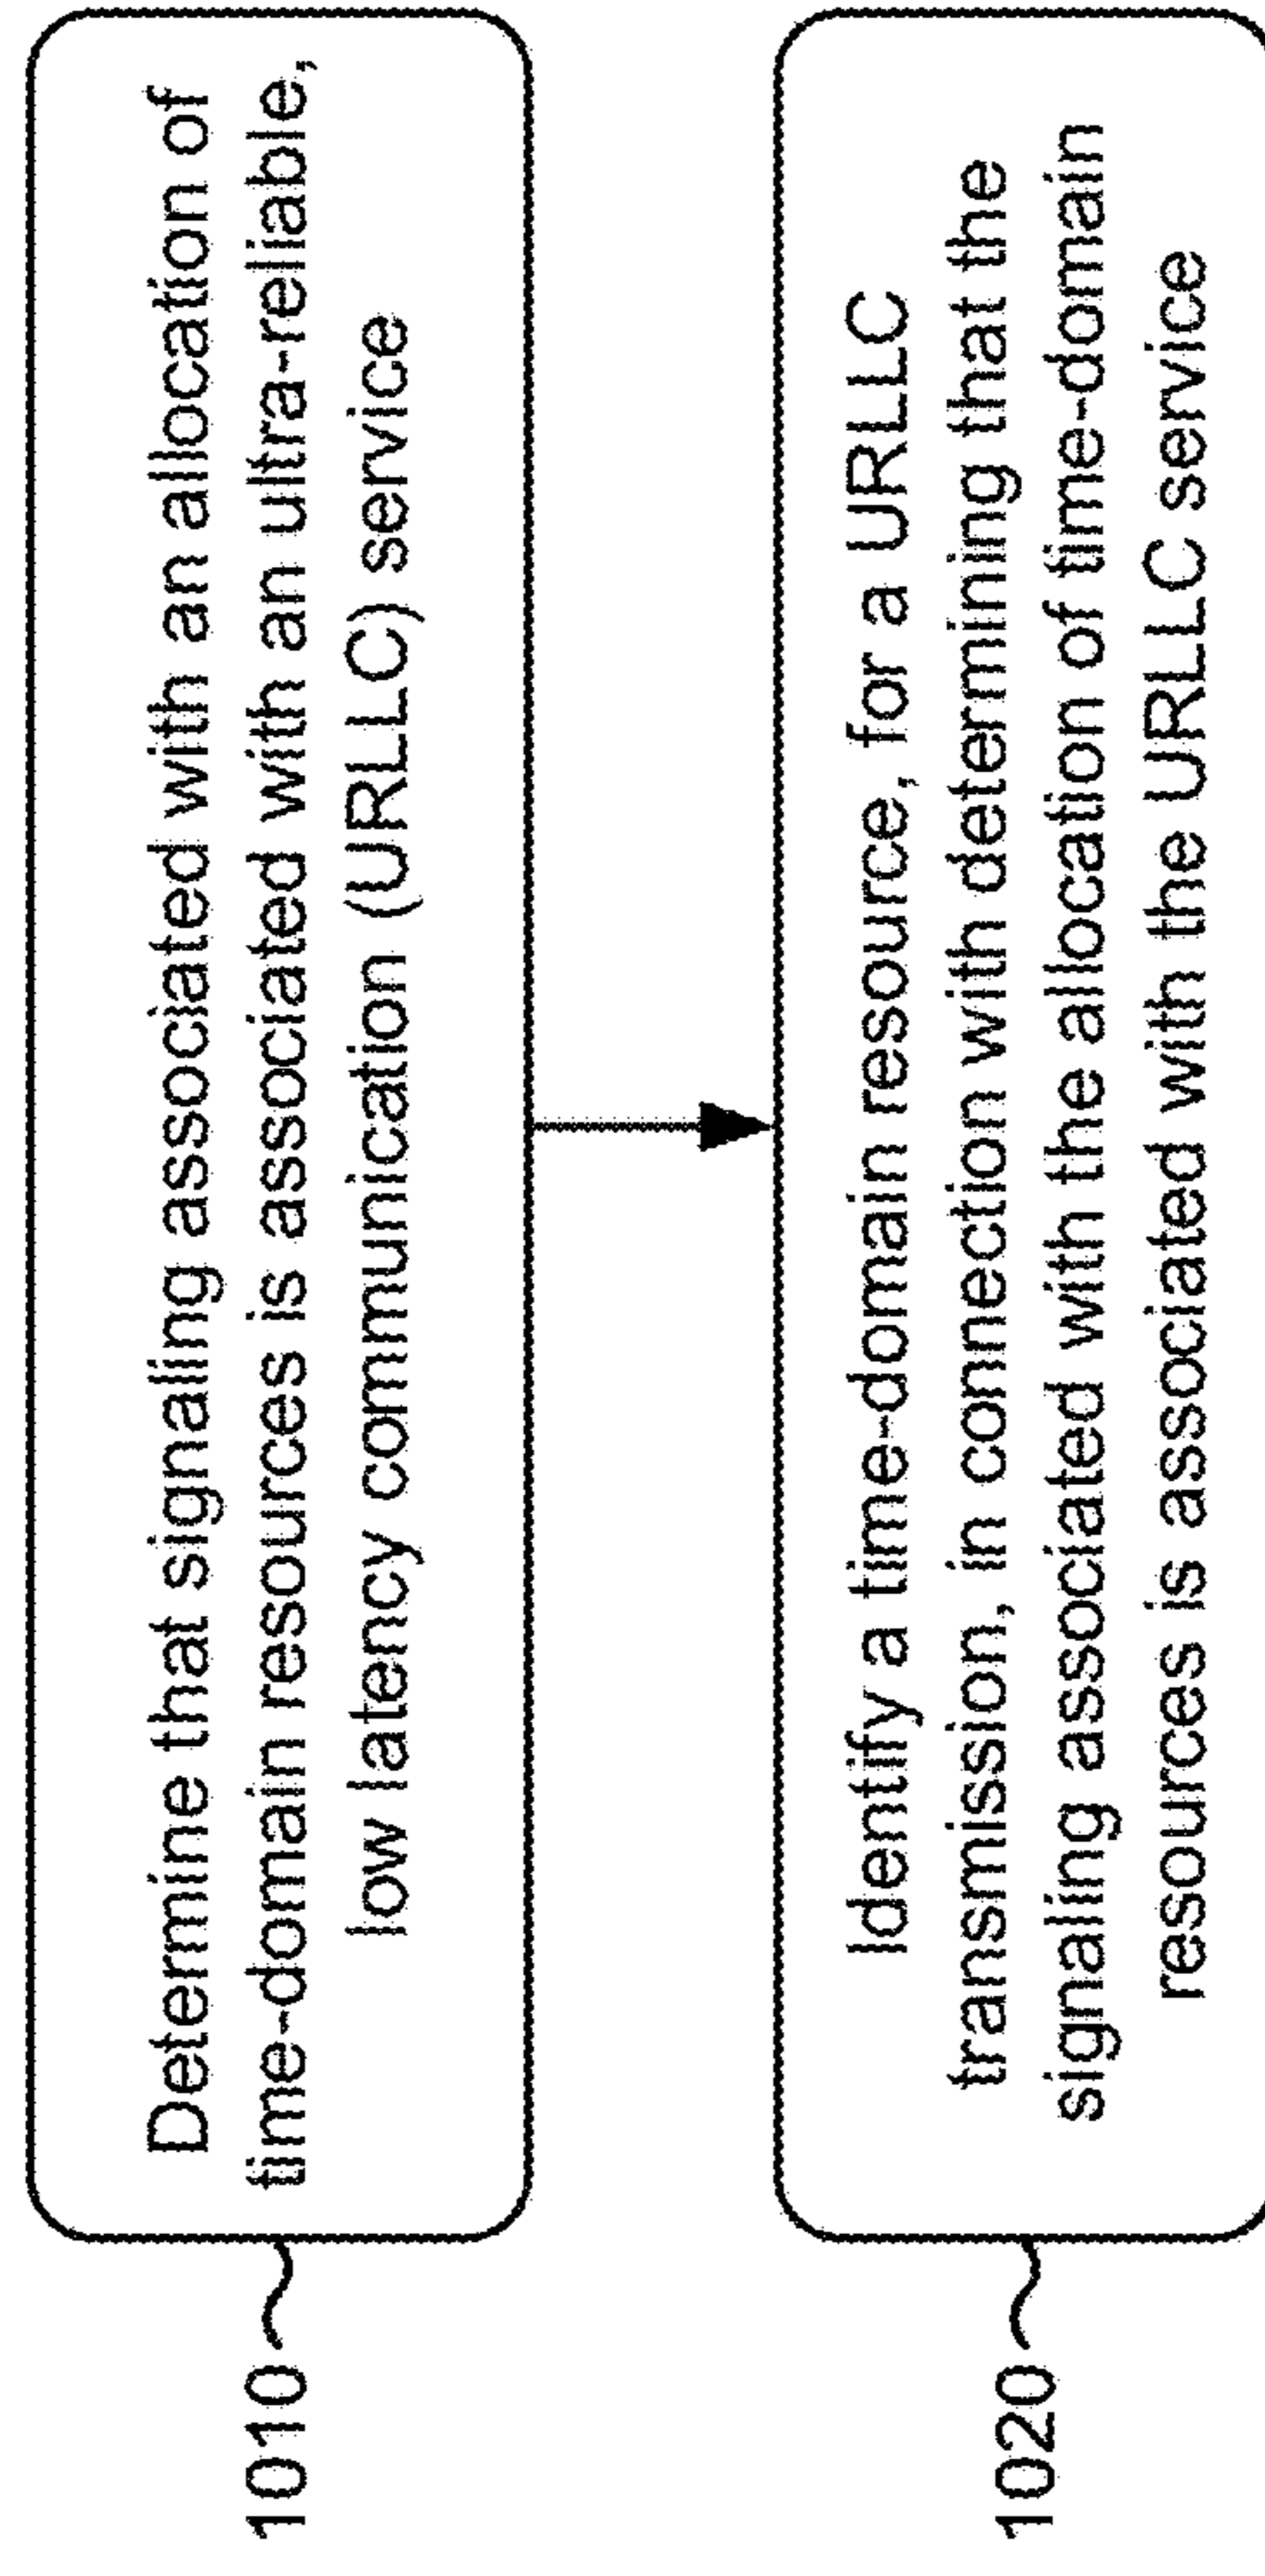 1010
Determine that signaling associated with an allocation of
time-domain resources is associated with an ultra-reliable,
low latency communication (URLLC) service
1020
Identify a time-domain resource, for a URLLC
transmission, in connection with determining that the
signaling associated with the allocation of time-domain
resources is associated with the URLLC service